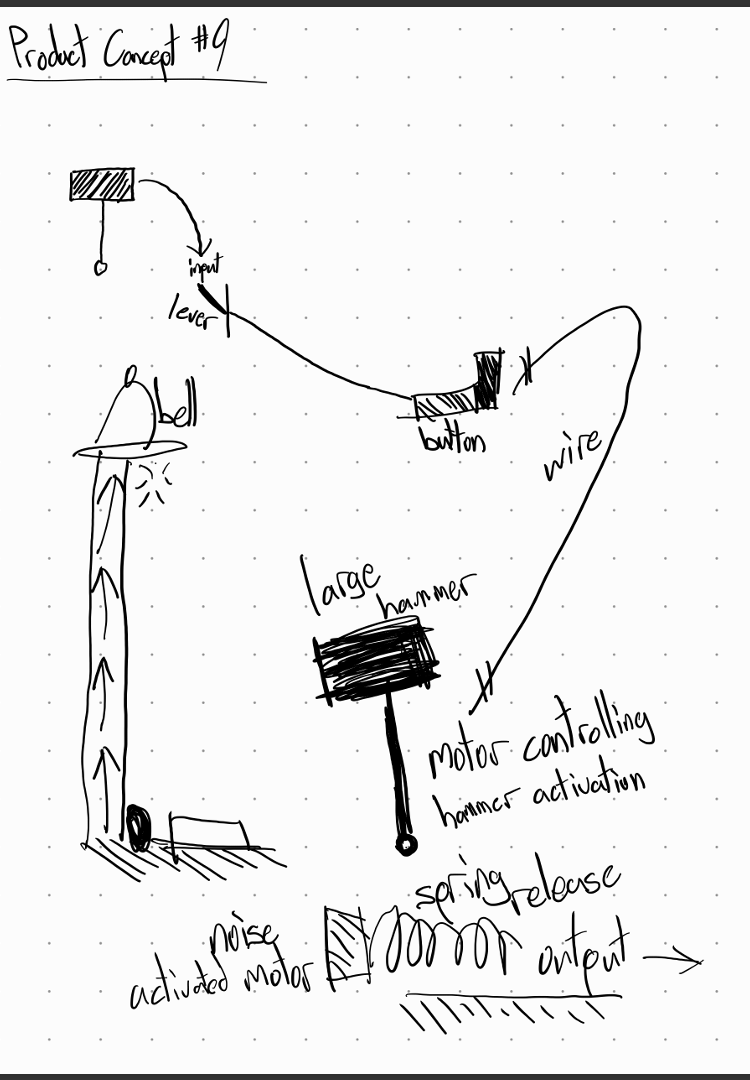 Product Concept #9
input
lever
bell
button
wire
large
hammer
motor controlling
hammer activation
spring release
noise
activated motor
output